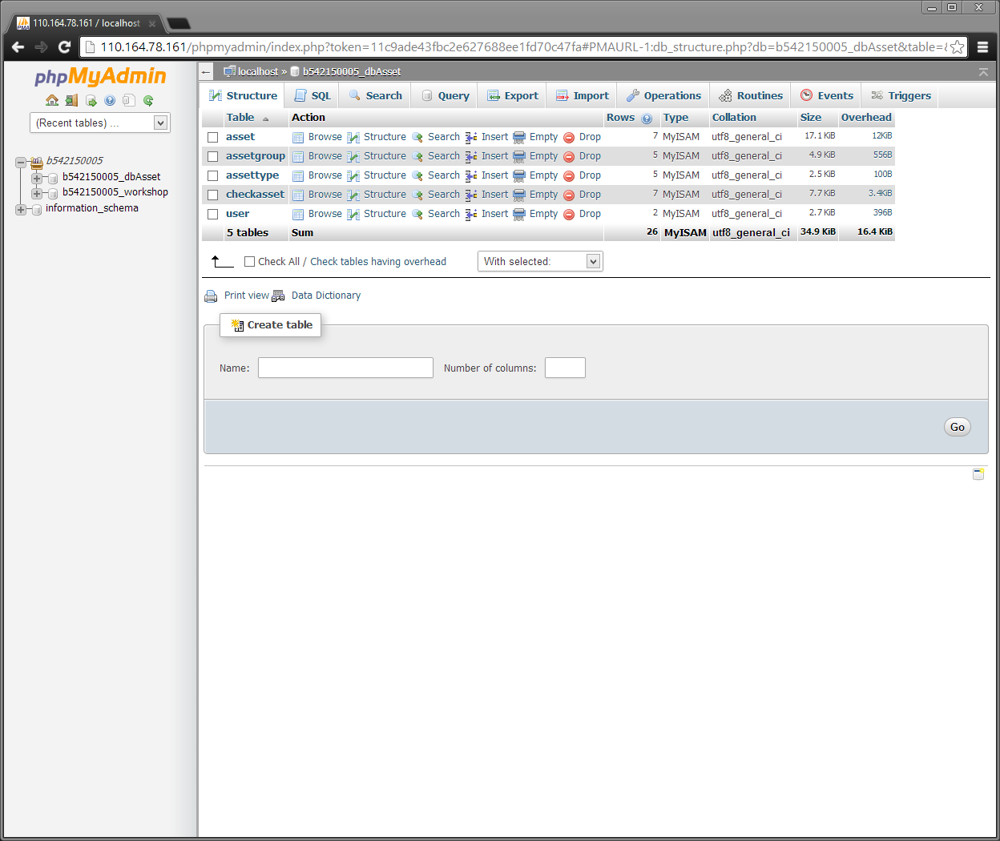 110.164.78.161 / localhost
110.164.78.161/phpmyadmin/index.php?token=11c9ade43fbc2e627688ee1fd70c47fa#PMAURL-1:db_structure.php?db=b542150005_dbAsset&table=&
phpMyAdmin
(Recent tables) ...
b542150005
b542150005_dbAsset
b542150005_workshop
information_schema
localhost » b542150005_dbAsset
Structure SQL Search Query Export Import Operations Routines Events Triggers
Table Action Rows Type Collation Size Overhead
asset Browse Structure Search Insert Empty Drop 7 MyISAM utf8_general_ci 17.1 KiB 12KiB
assetgroup Browse Structure Search Insert Empty Drop 5 MyISAM utf8_general_ci 4.9 KiB 556B
assettype Browse Structure Search Insert Empty Drop 5 MyISAM utf8_general_ci 2.5 KiB 100B
checkasset Browse Structure Search Insert Empty Drop 7 MyISAM utf8_general_ci 7.7 KiB 3.4KiB
user Browse Structure Search Insert Empty Drop 2 MyISAM utf8_general_ci 2.7 KiB 396B
5 tables Sum 26 MyISAM utf8_general_ci 34.9 KiB 16.4 KiB
Check All / Check tables having overhead With selected:
Print view Data Dictionary
Create table
Name: Number of columns:
Go